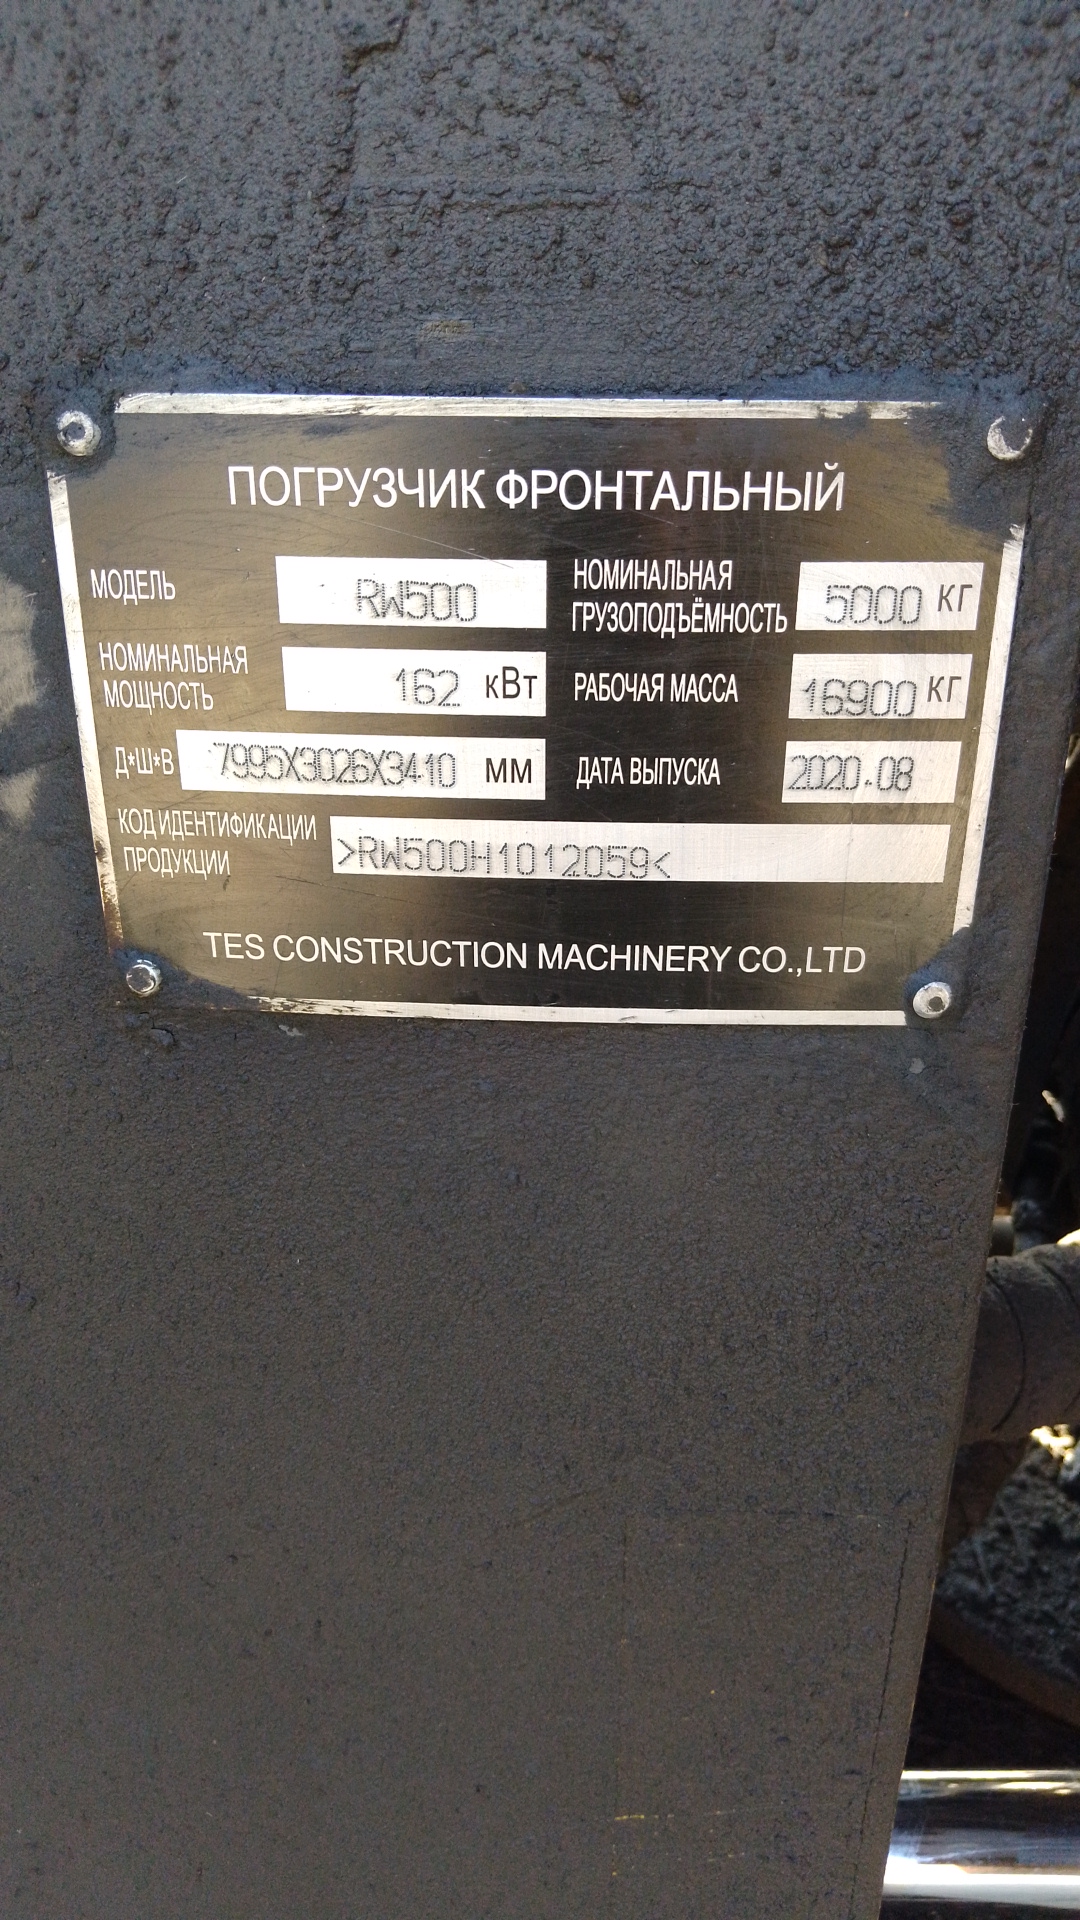 ПОГРУЗЧИК ФРОНТАЛЬНЫЙ
МОДЕЛЬ RW500
НОМИНАЛЬНАЯ ГРУЗОПОДЪЁМНОСТЬ 5000 КГ
НОМИНАЛЬНАЯ МОЩНОСТЬ 162 кВт
РАБОЧАЯ МАССА 16900 КГ
Д*Ш*В 7995X3026X3410 ММ
ДАТА ВЫПУСКА 2020.08
КОД ИДЕНТИФИКАЦИИ ПРОДУКЦИИ >RW500H1012059<
TES CONSTRUCTION MACHINERY CO.,LTD